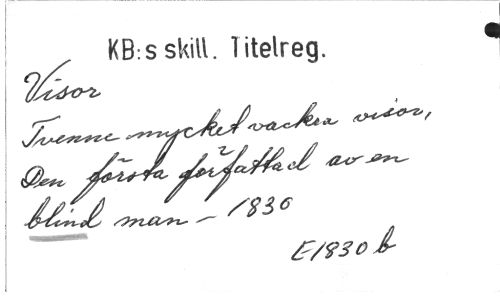 KB:s skill. Titelreg.
Visor
Tvenne mycket vackra visor,
Den första författad av en
blind man – 1830
E1830 b